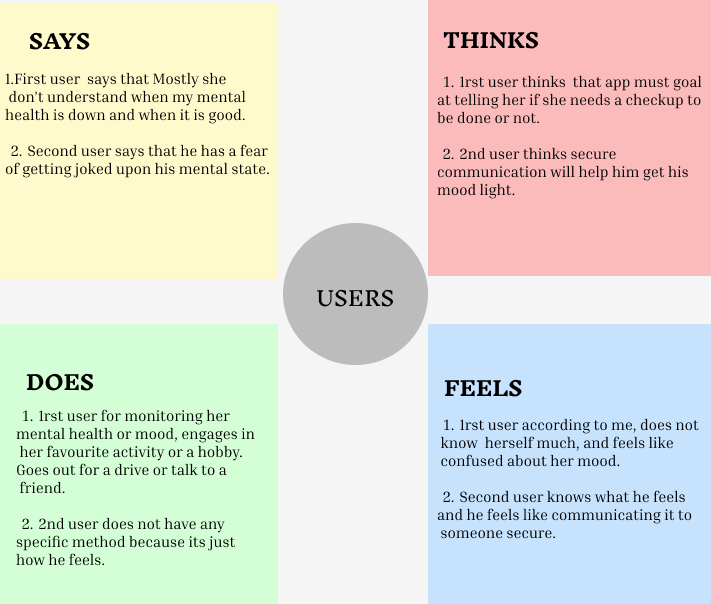 SAYS
1.First user says that Mostly she
don't understand when my mental
health is down and when it is good.
2. Second user says that he has a fear
of getting joked upon his mental state.
THINKS
1. 1rst user thinks that app must goal
at telling her if she needs a checkup to
be done or not.
2. 2nd user thinks secure
communication will help him get his
mood light.
USERS
DOES
1. 1rst user for monitoring her
mental health or mood, engages in
her favourite activity or a hobby.
Goes out for a drive or talk to a
friend.
2. 2nd user does not have any
specific method because its just
how he feels.
FEELS
1. 1rst user according to me, does not
know herself much, and feels like
confused about her mood.
2. Second user knows what he feels
and he feels like communicating it to
someone secure.